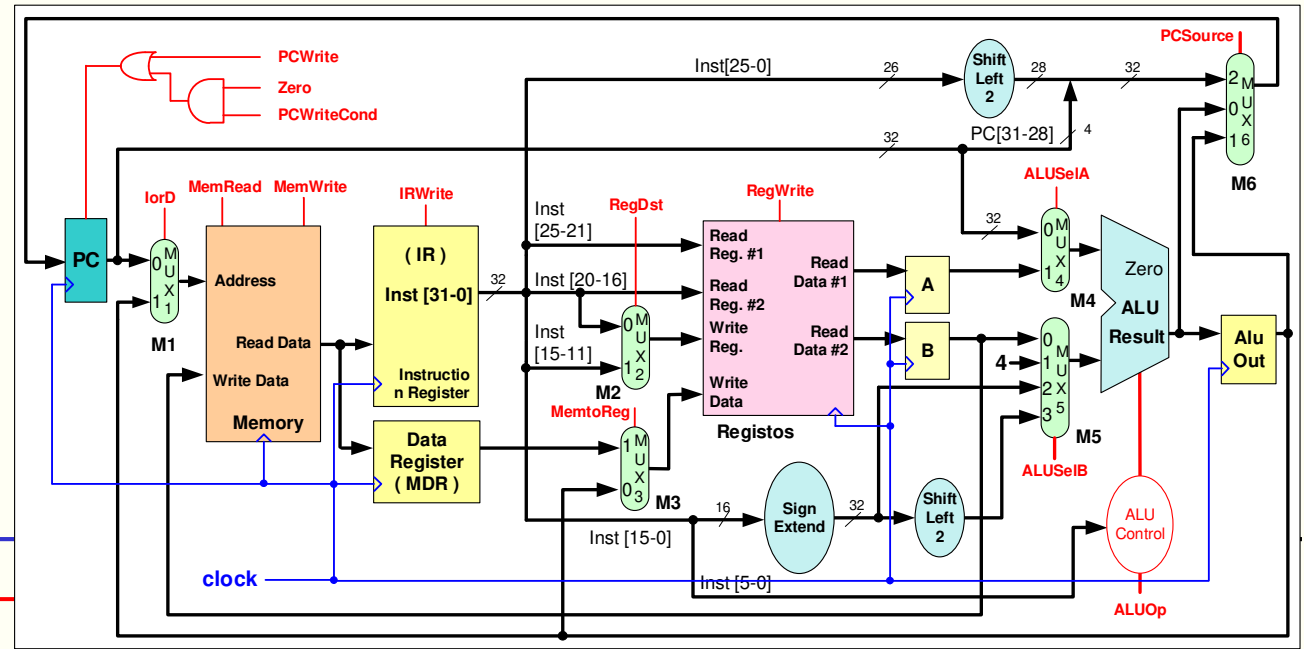 PCWrite
Zero
PCWriteCond
PCSource
Inst[25-0]
26
Shift
Left
2
28
32
2
0
1
M
U
X
6
M6
32
PC[31-28]
4
IorD
MemRead
MemWrite
IRWrite
RegDst
RegWrite
ALUSelA
PC
0
1
M
U
X
1
M1
Address
Read Data
Write Data
Memory
( IR )
Inst [31-0]
Instructio
n Register
32
Inst
[25-21]
Inst [20-16]
Inst
[15-11]
0
1
M
U
X
2
M2
Read
Reg. #1
Read
Reg. #2
Write
Reg.
Write
Data
Read
Data #1
Read
Data #2
Registos
A
B
32
0
1
M
U
X
4
M4
4
0
1
2
3
M
U
X
5
M5
ALUSelB
Zero
ALU
Result
Alu
Out
Data
Register
( MDR )
MemtoReg
1
0
M
U
X
3
M3
16
Inst [15-0]
Sign
Extend
32
Shift
Left
2
ALU
Control
ALUOp
clock
Inst [5-0]